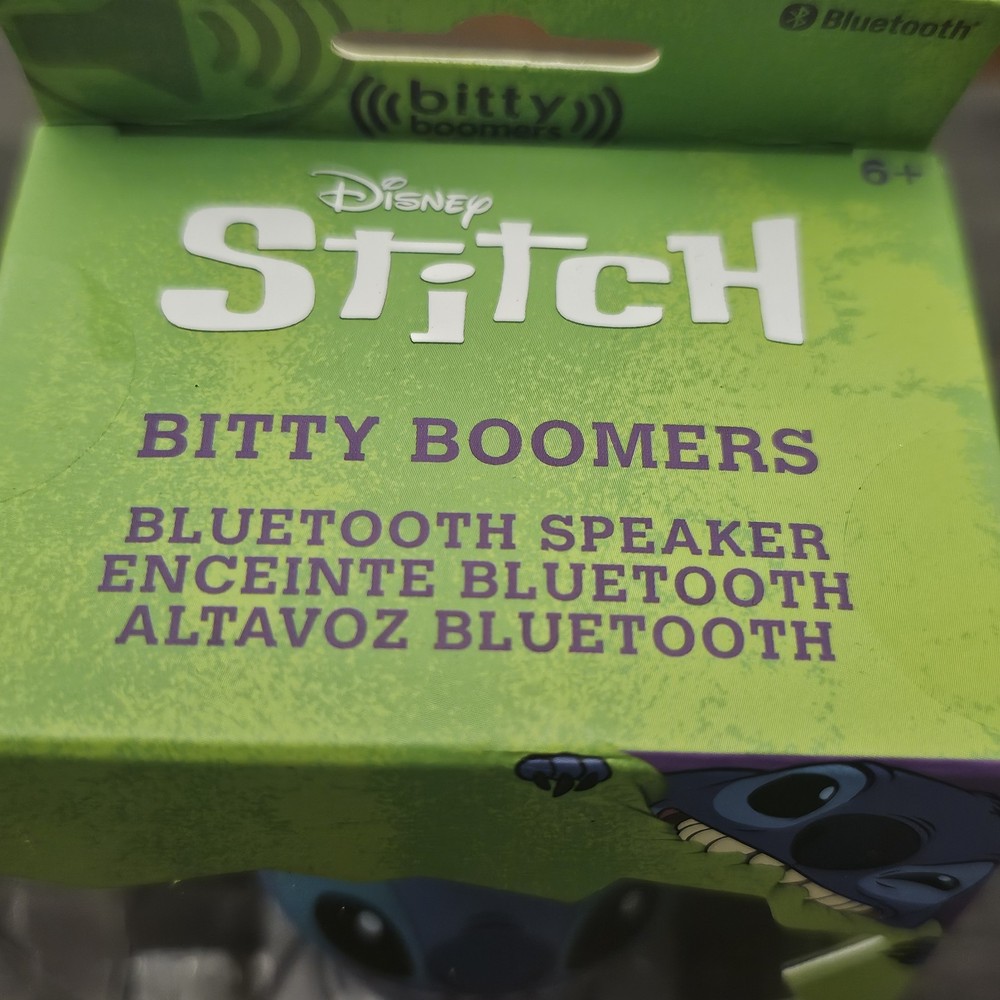 Bluetooth®
bitty
boomers
6+
Disney
Stitch
BITTY BOOMERS
BLUETOOTH SPEAKER
ENCEINTE BLUETOOTH
ALTAVOZ BLUETOOTH